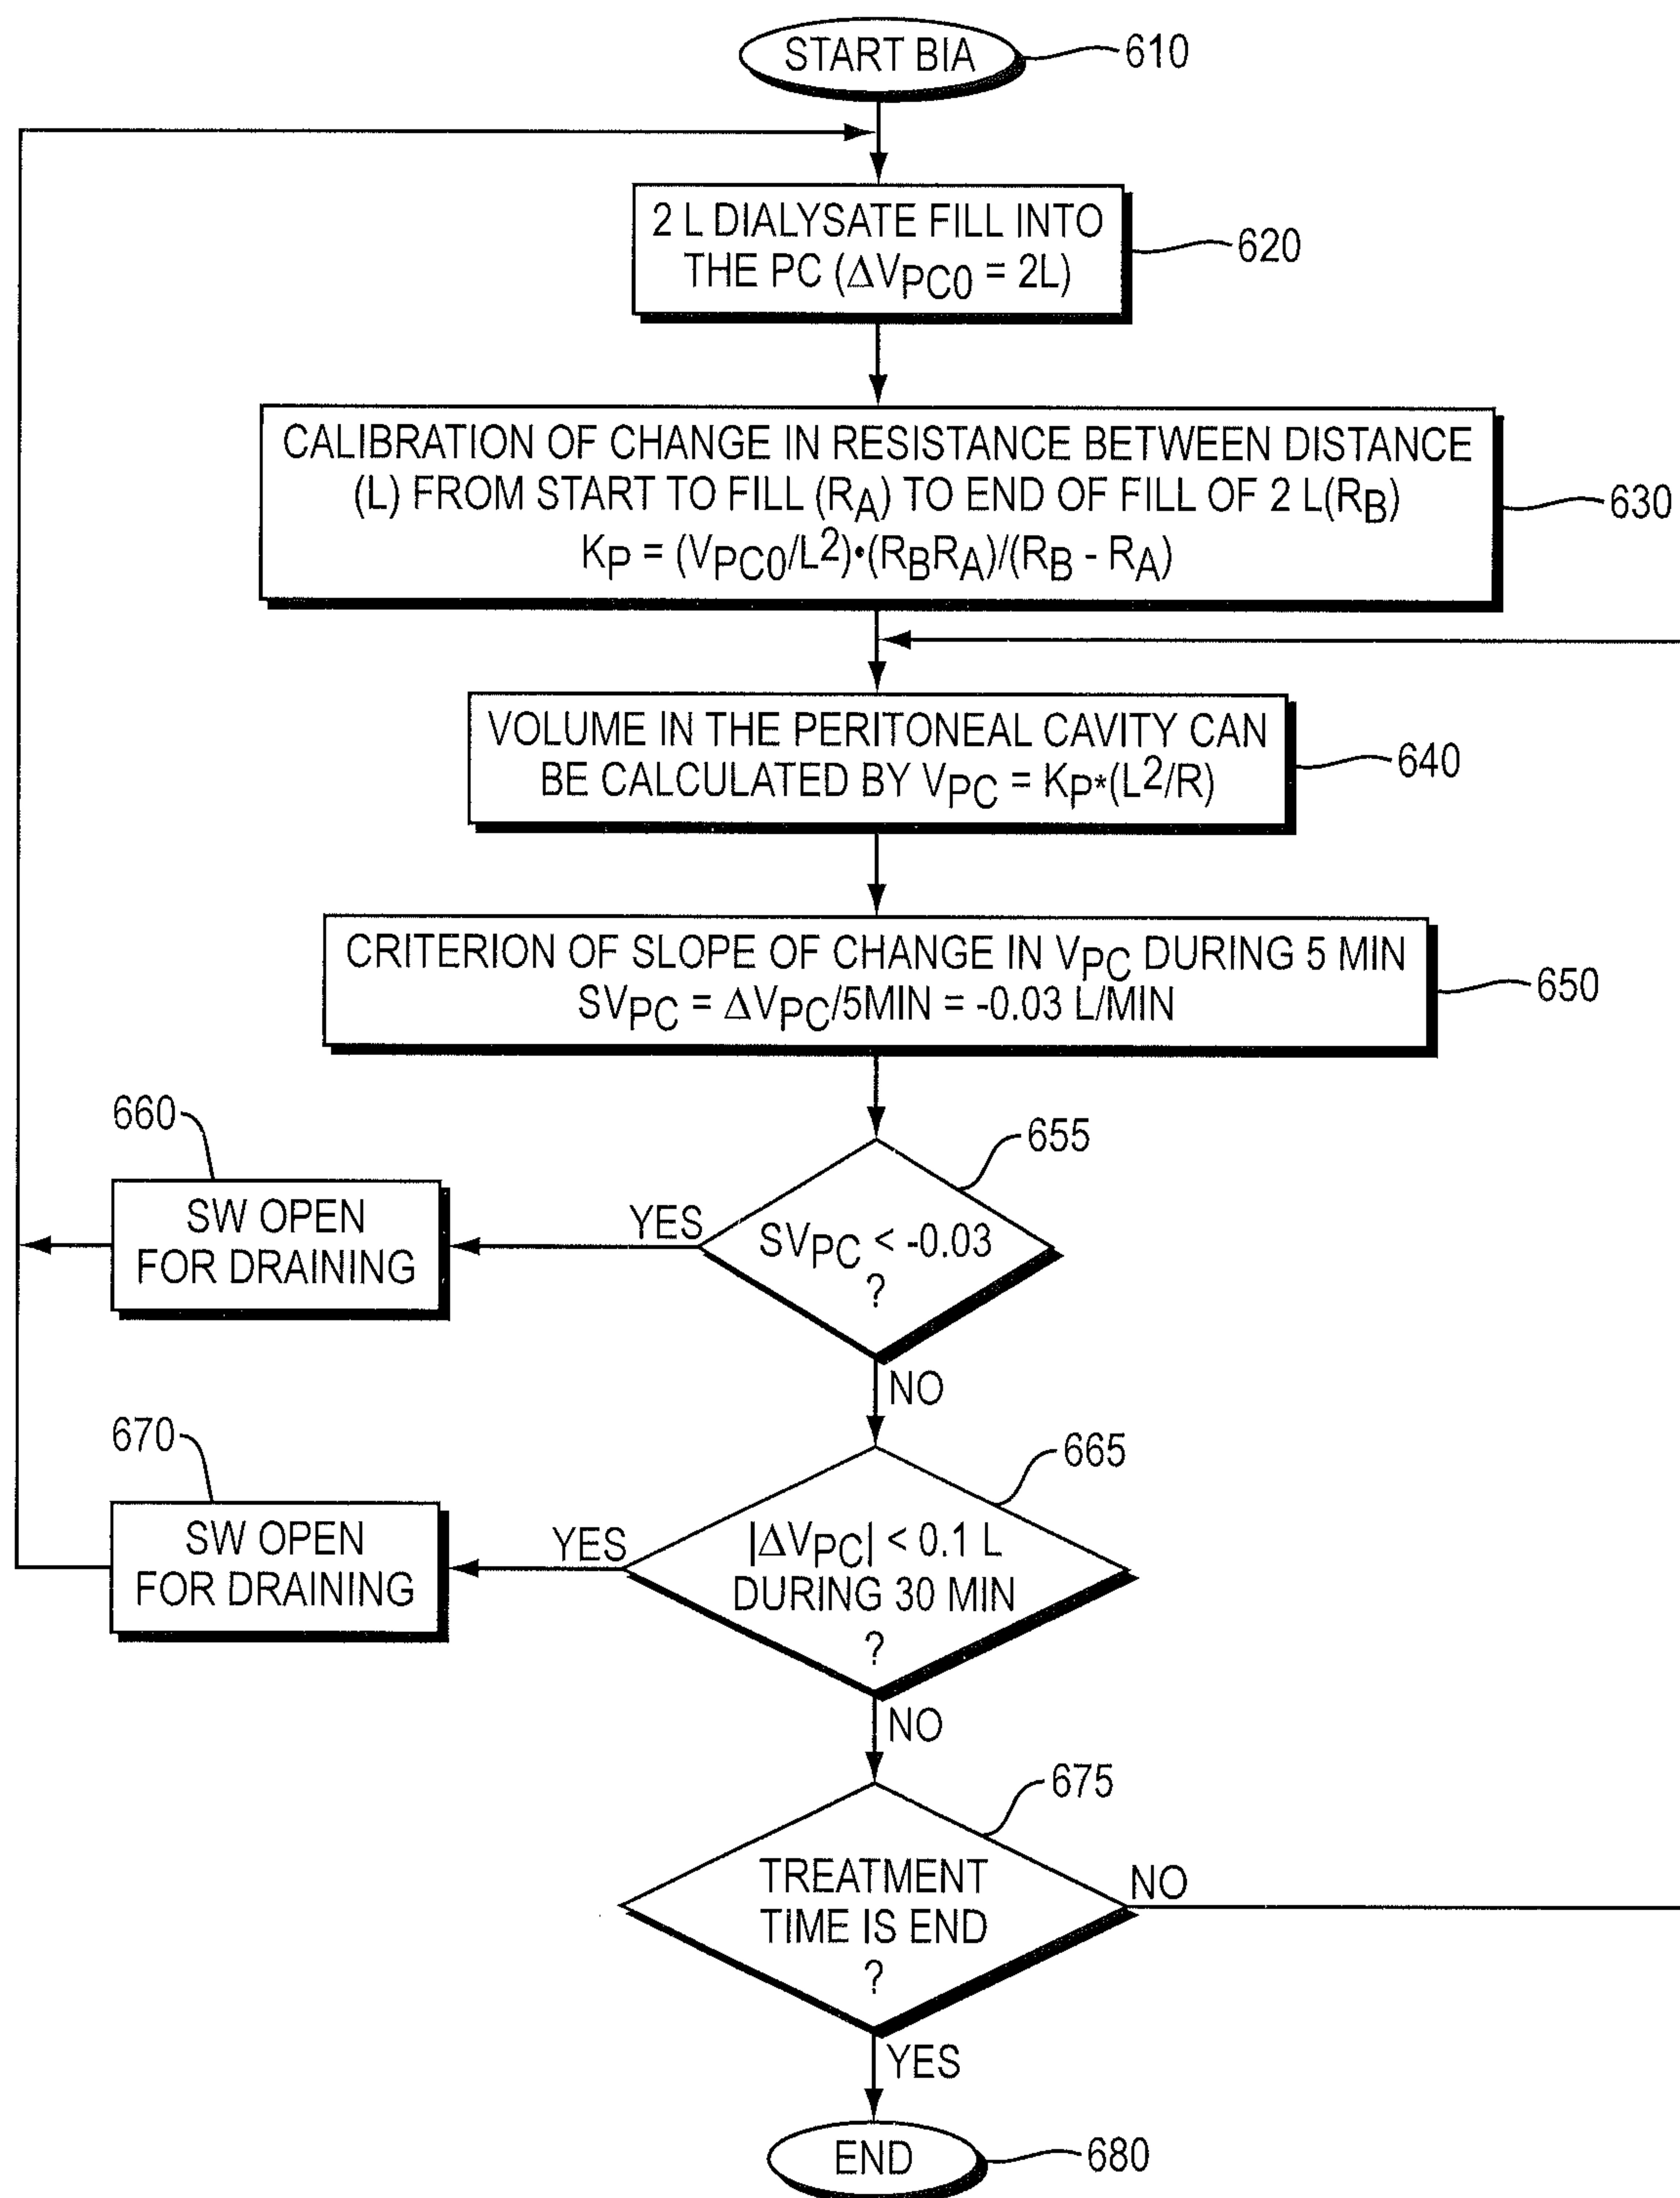 START BIA
610
2 L DIALYSATE FILL INTO
THE PC (ΔVPC0 = 2L)
620
CALIBRATION OF CHANGE IN RESISTANCE BETWEEN DISTANCE
(L) FROM START TO FILL (RA) TO END OF FILL OF 2 L(RB)
KP = (VPC0/L2)•(RBRA)/(RB - RA)
630
VOLUME IN THE PERITONEAL CAVITY CAN
BE CALCULATED BY VPC = KP*(L2/R)
640
CRITERION OF SLOPE OF CHANGE IN VPC DURING 5 MIN
SVPC = ΔVPC/5MIN = -0.03 L/MIN
650
660
655
SW OPEN
FOR DRAINING
YES
SVPC < -0.03
?
NO
670
665
SW OPEN
FOR DRAINING
YES
|ΔVPC| < 0.1 L
DURING 30 MIN
?
NO
675
TREATMENT
TIME IS END
?
NO
YES
END
680